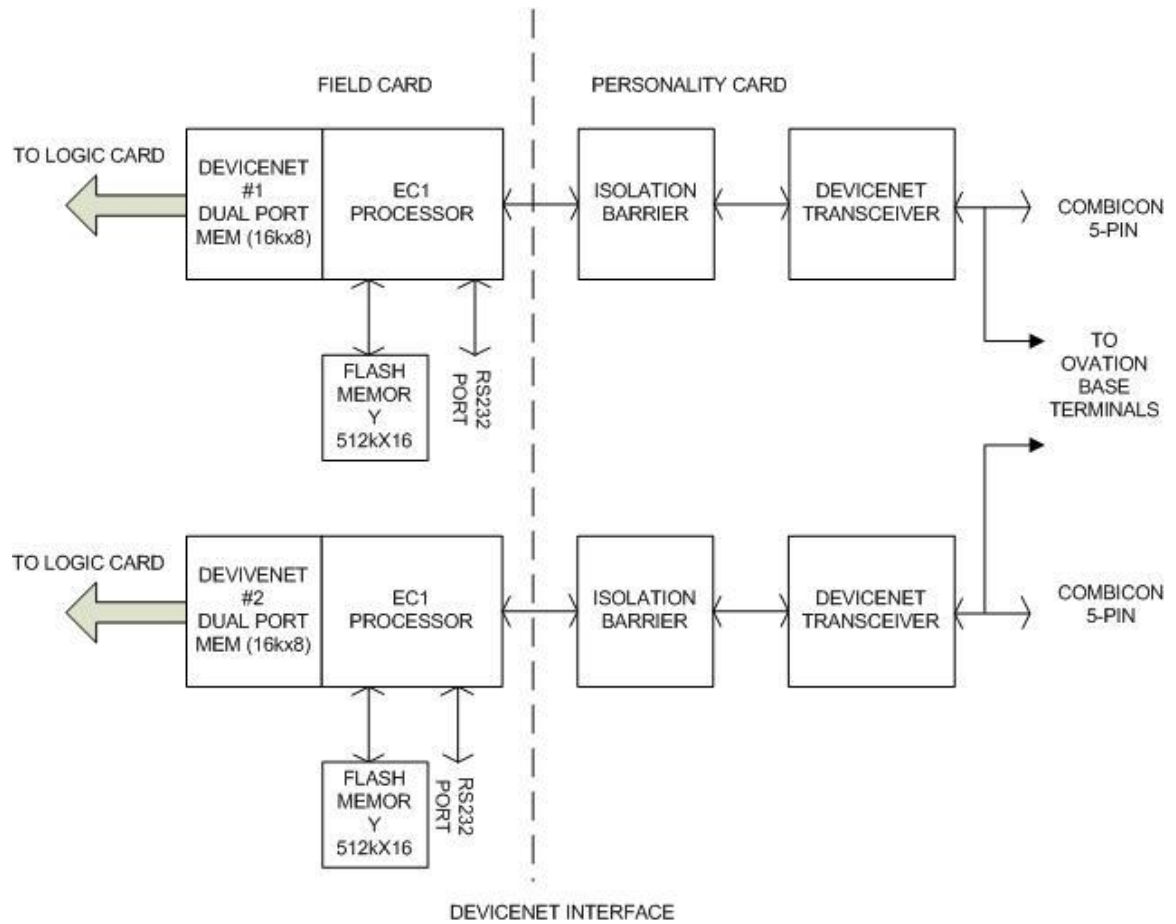 FIELD CARD
PERSONALITY CARD
TO LOGIC CARD
DEVICENET
#1
DUAL PORT
MEM (16kx8)
EC1
PROCESSOR
ISOLATION
BARRIER
DEVICENET
TRANSCEIVER
COMBICON
5-PIN
FLASH
MEMOR
Y
512kX16
RS232
PORT
TO
OVATION
BASE
TERMINALS
TO LOGIC CARD
DEVIVENET
#2
DUAL PORT
MEM (16kx8)
EC1
PROCESSOR
ISOLATION
BARRIER
DEVICENET
TRANSCEIVER
COMBICON
5-PIN
FLASH
MEMOR
Y
512kX16
RS232
PORT
DEVICENET INTERFACE